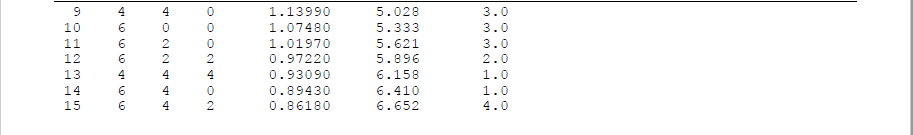 9 4 4 0 1.13990 5.028 3.0
10 6 0 0 1.07480 5.333 3.0
11 6 2 0 1.01970 5.621 3.0
12 6 2 2 0.97220 5.896 2.0
13 4 4 4 0.93090 6.158 1.0
14 6 4 0 0.89430 6.410 1.0
15 6 4 2 0.86180 6.652 4.0